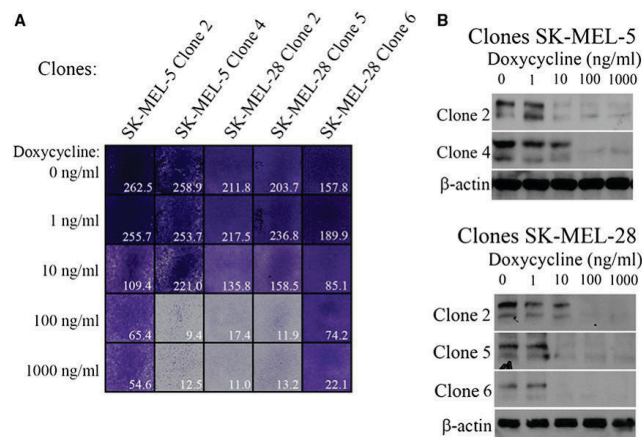 A
Clones:
SK-MEL-5 Clone 2
SK-MEL-5 Clone 4
SK-MEL-28 Clone 2
SK-MEL-28 Clone 5
SK-MEL-28 Clone 6
Doxycycline:
0 ng/ml
262.5 258.9 211.8 203.7 157.8
1 ng/ml
255.7 253.7 217.5 236.8 189.9
10 ng/ml
109.4 221.0 135.8 158.5 85.1
100 ng/ml
65.4 9.4 17.4 11.9 74.2
1000 ng/ml
54.6 12.5 11.0 13.2 22.1
B
Clones SK-MEL-5
Doxycycline (ng/ml)
0 1 10 100 1000
Clone 2
Clone 4
β-actin
Clones SK-MEL-28
Doxycycline (ng/ml)
0 1 10 100 1000
Clone 2
Clone 5
Clone 6
β-actin